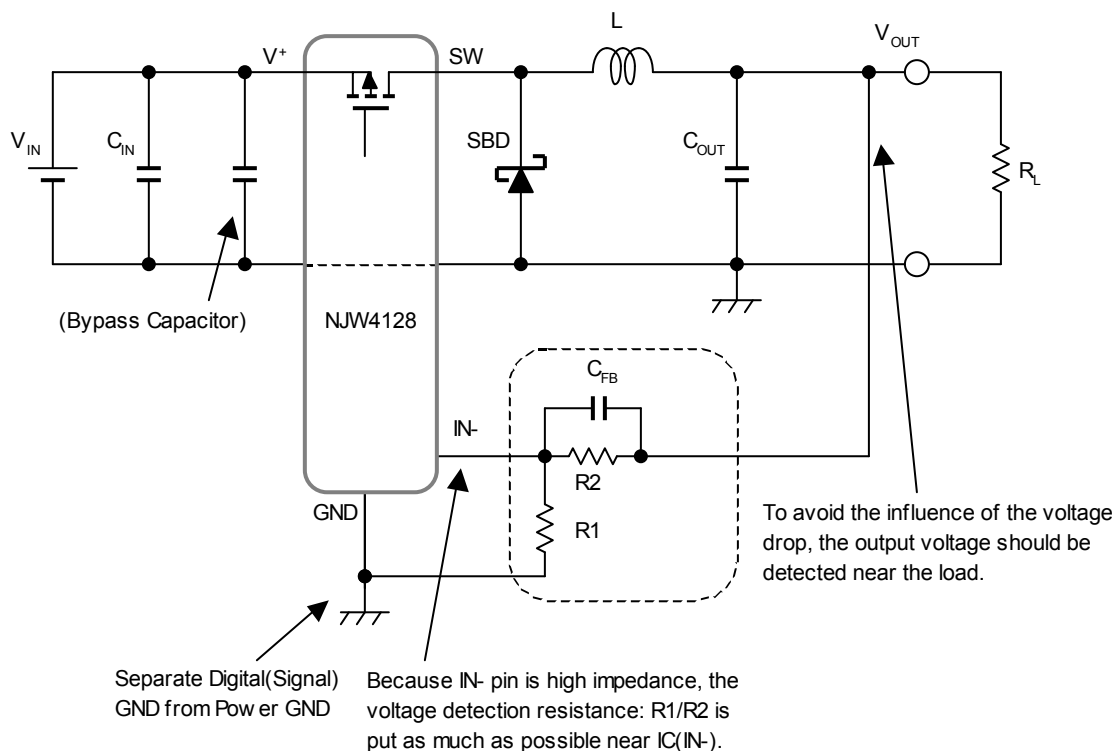 L
V+
SW
VOUT
VIN
CIN
SBD
COUT
RL
(Bypass Capacitor)
NJW4128
CFB
IN-
R2
GND
R1
To avoid the influence of the voltage
drop, the output voltage should be
detected near the load.
Separate Digital(Signal)
GND from Power GND
Because IN- pin is high impedance, the
voltage detection resistance: R1/R2 is
put as much as possible near IC(IN-).